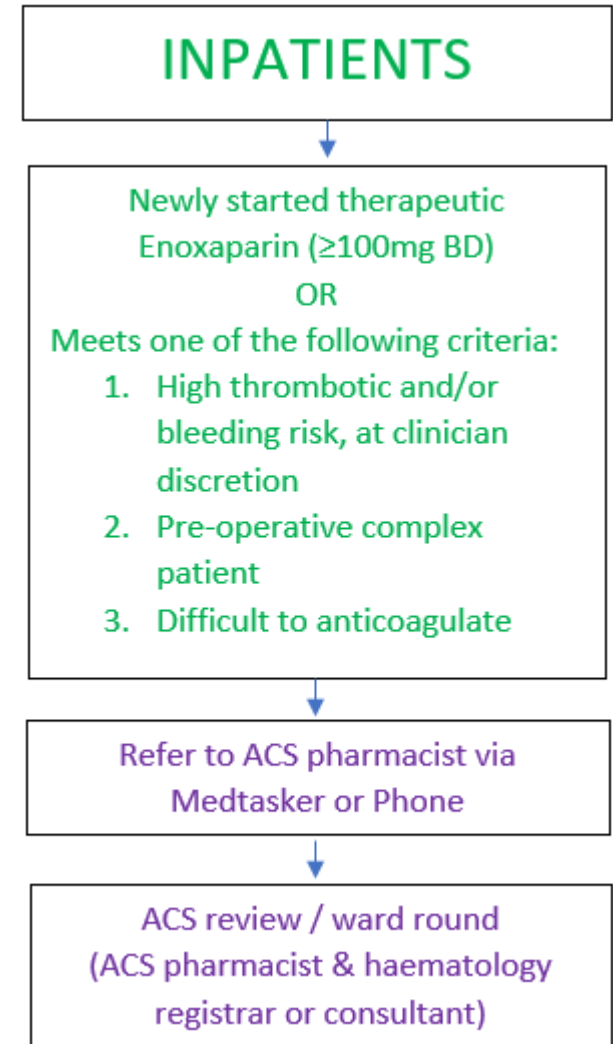 INPATIENTS
Newly started therapeutic
Enoxaparin (≥100mg BD)
OR
Meets one of the following criteria:
1. High thrombotic and/or
bleeding risk, at clinician
discretion
2. Pre-operative complex
patient
3. Difficult to anticoagulate
Refer to ACS pharmacist via
Medtasker or Phone
ACS review / ward round
(ACS pharmacist & haematology
registrar or consultant)